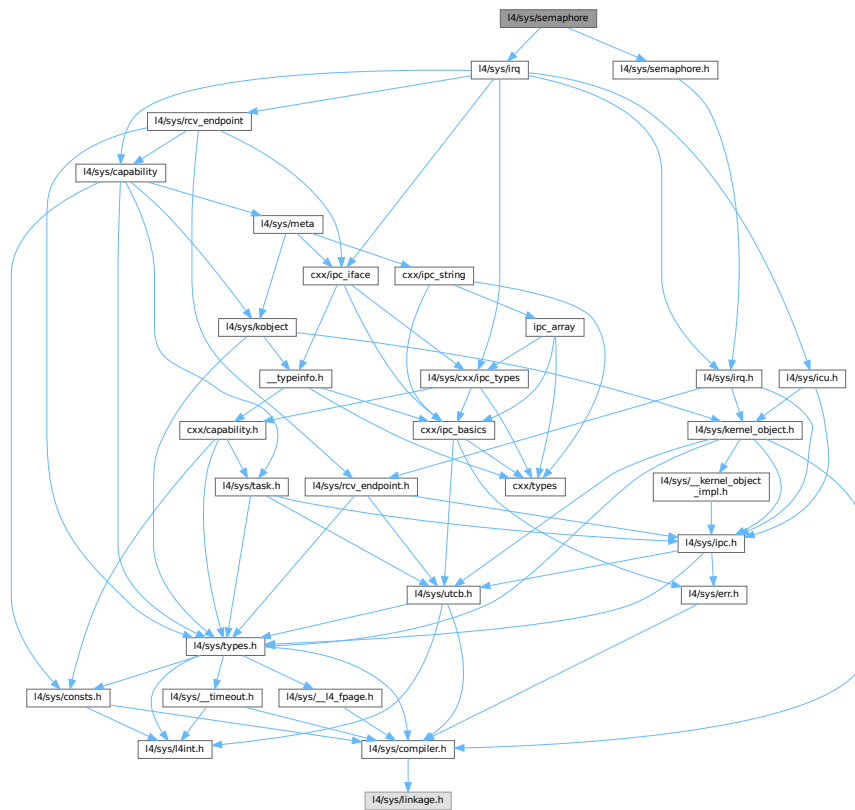 l4/sys/semaphore
l4/sys/irq
l4/sys/semaphore.h
l4/sys/rcv_endpoint
l4/sys/capability
l4/sys/meta
cxx/ipc_iface
cxx/ipc_string
l4/sys/kobject
ipc_array
__typeinfo.h
l4/sys/cxx/ipc_types
l4/sys/irq.h
l4/sys/icu.h
cxx/capability.h
cxx/ipc_basics
l4/sys/kernel_object.h
l4/sys/task.h
l4/sys/rcv_endpoint.h
cxx/types
l4/sys/__kernel_object
_impl.h
l4/sys/ipc.h
l4/sys/utcb.h
l4/sys/err.h
l4/sys/types.h
l4/sys/consts.h
l4/sys/__timeout.h
l4/sys/__l4_fpage.h
l4/sys/l4int.h
l4/sys/compiler.h
l4/sys/linkage.h